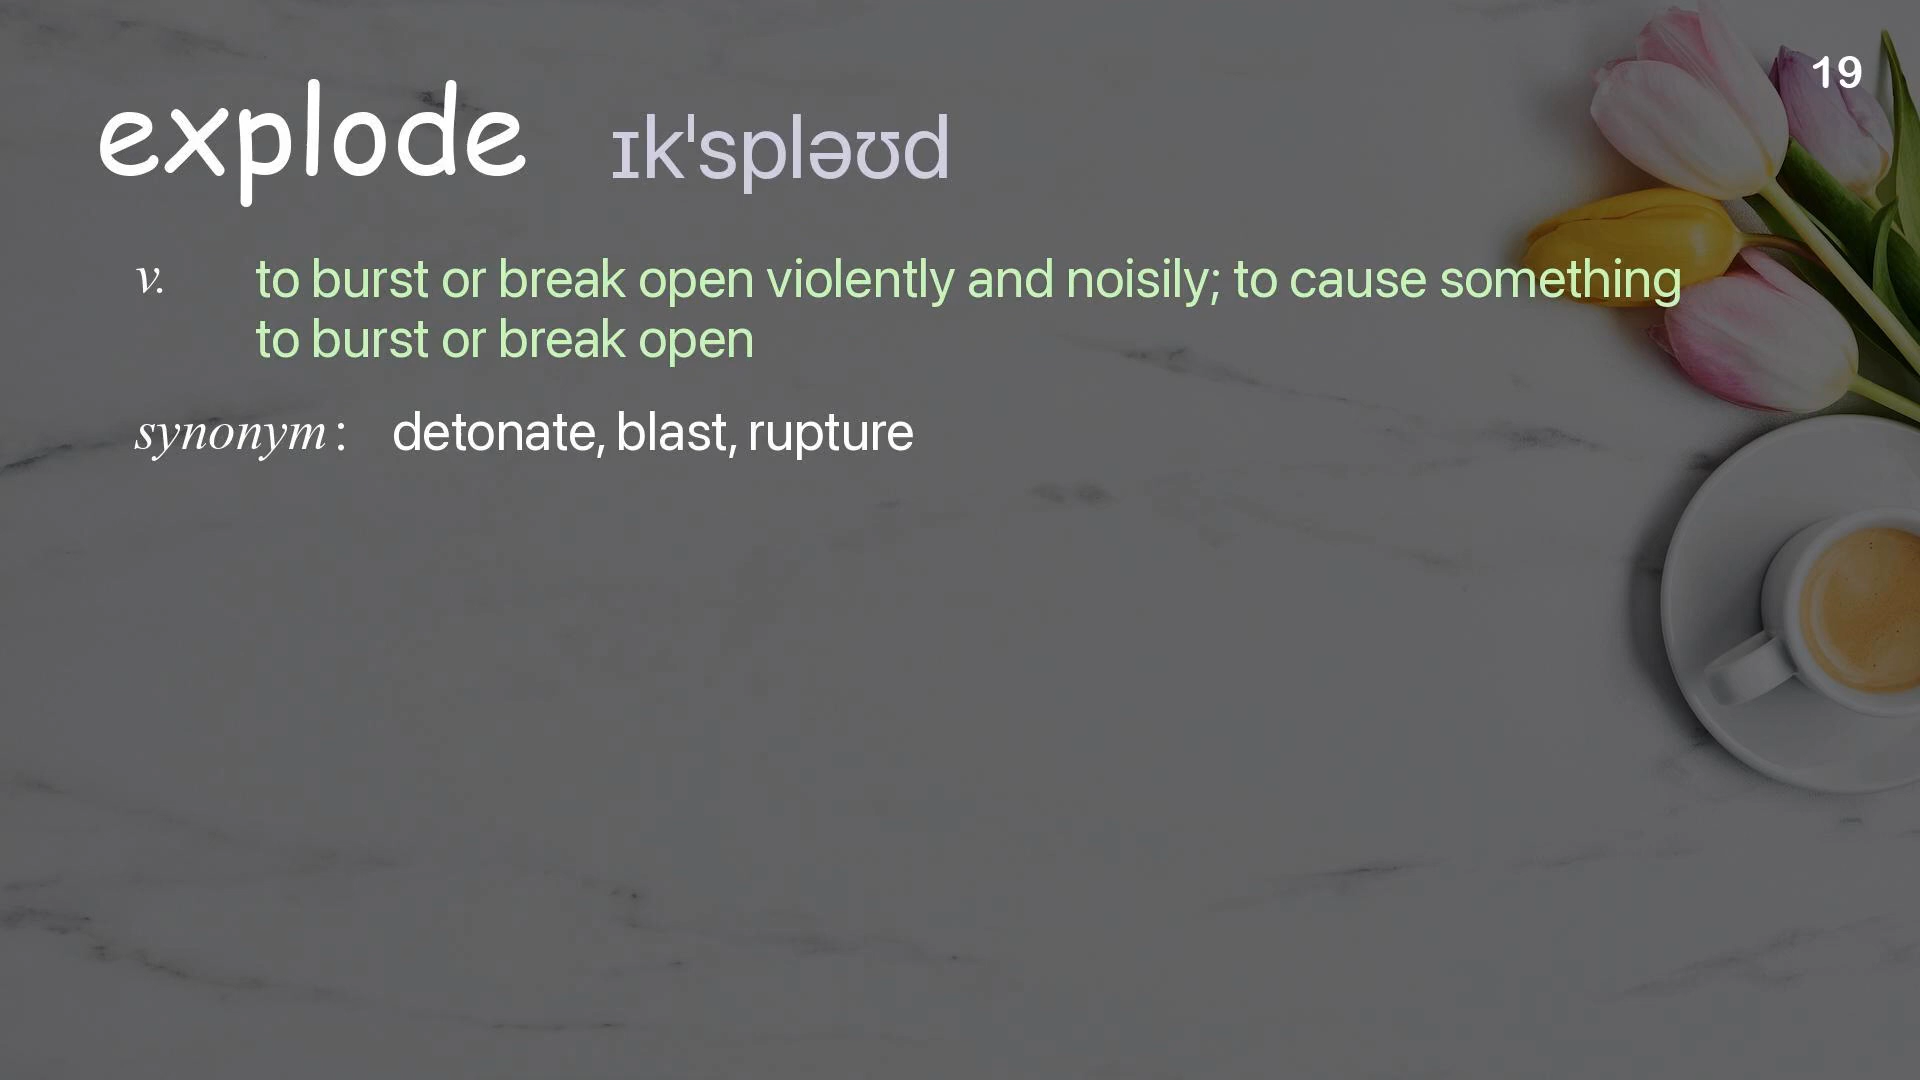 19
explode ɪk'spləʊd
v. to burst or break open violently and noisily; to cause something
to burst or break open
synonym : detonate, blast, rupture